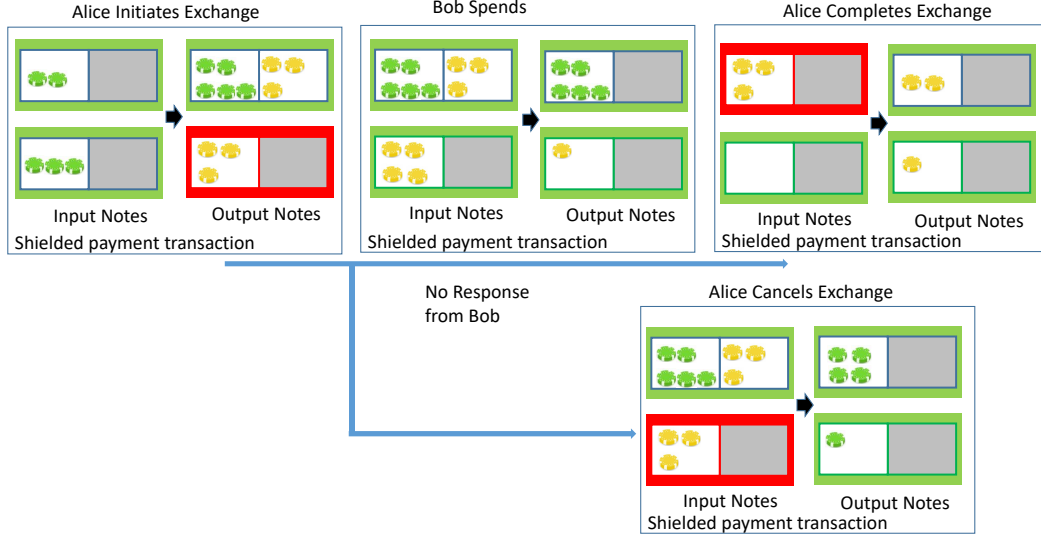 Alice Initiates Exchange
Input Notes
Output Notes
Shielded payment transaction
Bob Spends
Input Notes
Output Notes
Shielded payment transaction
Alice Completes Exchange
Input Notes
Output Notes
Shielded payment transaction
No Response
from Bob
Alice Cancels Exchange
Input Notes
Output Notes
Shielded payment transaction